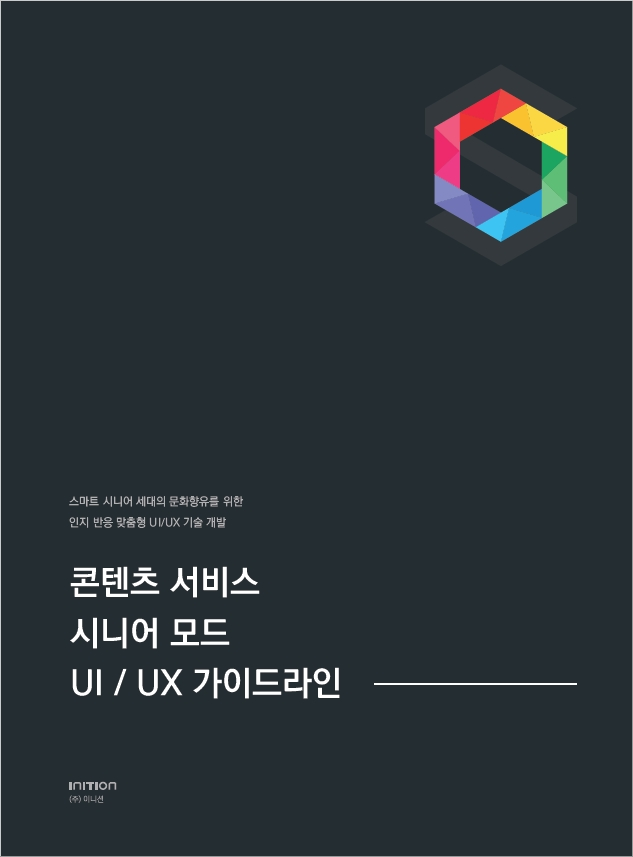 스마트 시니어 세대의 문화향유를 위한
인지 반응 맞춤형 UI/UX 기술 개발
콘텐츠 서비스
시니어 모드
UI / UX 가이드라인
INITION
(주) 이니션